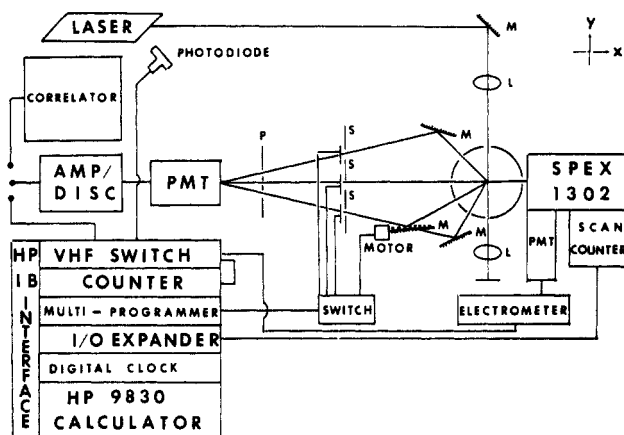 LASER
M
Y
X
PHOTODIODE
L
CORRELATOR
P
S
M
S
AMP/
DISC
PMT
S
SPEX
1302
M
M
MOTOR
L
PMT
SCAN
COUNTER
HP
IB
INTERFACE
VHF SWITCH
COUNTER
MULTI-PROGRAMMER
SWITCH
ELECTROMETER
I/O EXPANDER
DIGITAL CLOCK
HP 9830
CALCULATOR